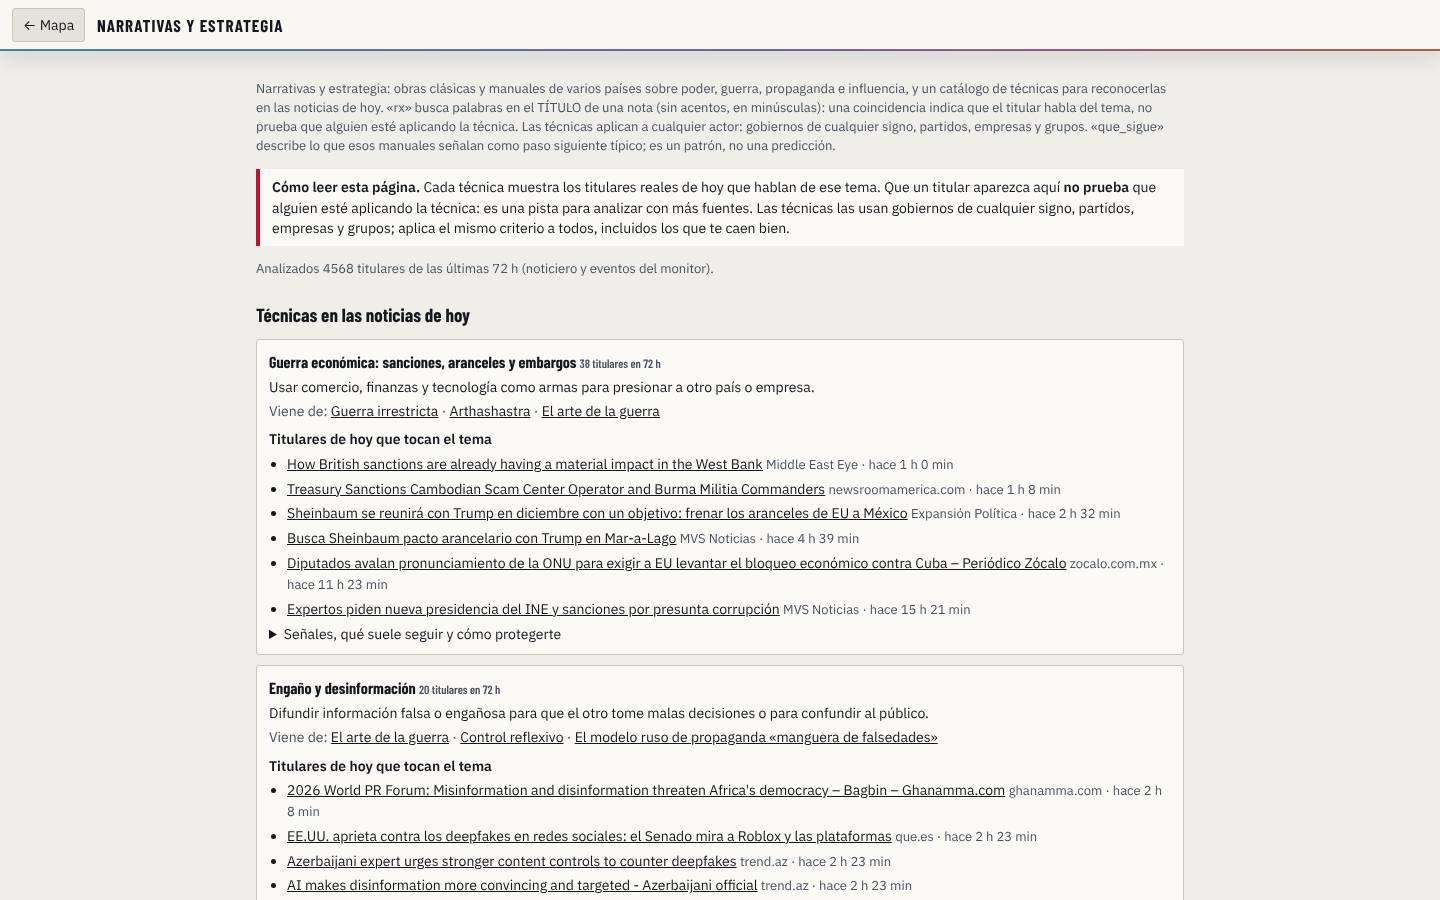 ← Mapa
NARRATIVAS Y ESTRATEGIA
Narrativas y estrategia: obras clásicas y manuales de varios países sobre poder, guerra, propaganda e influencia, y un catálogo de técnicas para reconocerlas
en las noticias de hoy. «rx» busca palabras en el TÍTULO de una nota (sin acentos, en minúsculas): una coincidencia indica que el titular habla del tema, no
prueba que alguien esté aplicando la técnica. Las técnicas aplican a cualquier actor: gobiernos de cualquier signo, partidos, empresas y grupos. «que_sigue»
describe lo que esos manuales señalan como paso siguiente típico; es un patrón, no una predicción.
Cómo leer esta página. Cada técnica muestra los titulares reales de hoy que hablan de ese tema. Que un titular aparezca aquí no prueba que
alguien esté aplicando la técnica: es una pista para analizar con más fuentes. Las técnicas las usan gobiernos de cualquier signo, partidos,
empresas y grupos; aplica el mismo criterio a todos, incluidos los que te caen bien.
Analizados 4568 titulares de las últimas 72 h (noticiero y eventos del monitor).
Técnicas en las noticias de hoy
Guerra económica: sanciones, aranceles y embargos 38 titulares en 72 h
Usar comercio, finanzas y tecnología como armas para presionar a otro país o empresa.
Viene de: Guerra irrestricta · Arthashastra · El arte de la guerra
Titulares de hoy que tocan el tema
• How British sanctions are already having a material impact in the West Bank Middle East Eye · hace 1 h 0 min
• Treasury Sanctions Cambodian Scam Center Operator and Burma Militia Commanders newsroomamerica.com · hace 1 h 8 min
• Sheinbaum se reunirá con Trump en diciembre con un objetivo: frenar los aranceles de EU a México Expansión Política · hace 2 h 32 min
• Busca Sheinbaum pacto arancelario con Trump en Mar-a-Lago MVS Noticias · hace 4 h 39 min
• Diputados avalan pronunciamiento de la ONU para exigir a EU levantar el bloqueo económico contra Cuba – Periódico Zócalo zocalo.com.mx ·
hace 11 h 23 min
• Expertos piden nueva presidencia del INE y sanciones por presunta corrupción MVS Noticias · hace 15 h 21 min
▶ Señales, qué suele seguir y cómo protegerte
Engaño y desinformación 20 titulares en 72 h
Difundir información falsa o engañosa para que el otro tome malas decisiones o para confundir al público.
Viene de: El arte de la guerra · Control reflexivo · El modelo ruso de propaganda «manguera de falsedades»
Titulares de hoy que tocan el tema
• 2026 World PR Forum: Misinformation and disinformation threaten Africa's democracy – Bagbin – Ghanamma.com ghanamma.com · hace 2 h
8 min
• EE.UU. aprieta contra los deepfakes en redes sociales: el Senado mira a Roblox y las plataformas que.es · hace 2 h 23 min
• Azerbaijani expert urges stronger content controls to counter deepfakes trend.az · hace 2 h 23 min
• AI makes disinformation more convincing and targeted - Azerbaijani official trend.az · hace 2 h 23 min